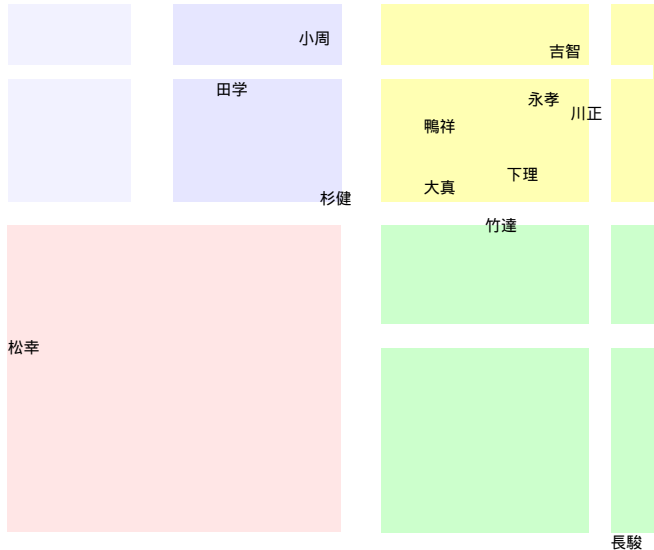 小周
吉智
田学
永孝
川正
鴨祥
下理
大真
杉健
竹達
松幸
長駿